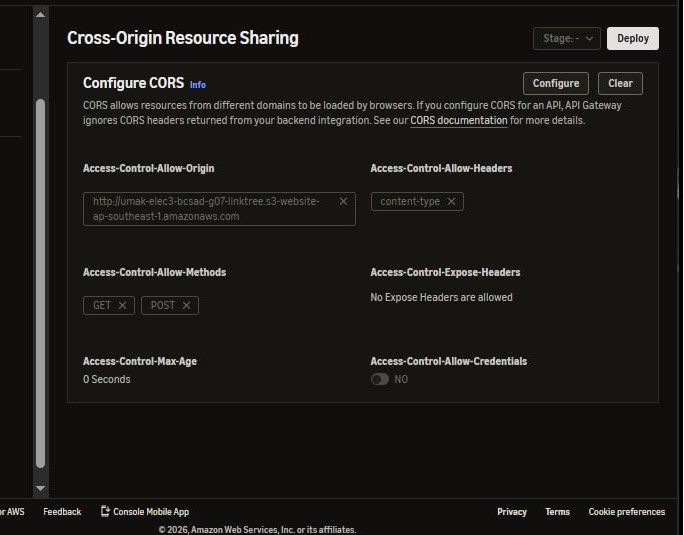 Cross-Origin Resource Sharing
Stage: -
Deploy
Configure CORS Info
Configure
Clear
CORS allows resources from different domains to be loaded by browsers. If you configure CORS for an API, API Gateway
ignores CORS headers returned from your backend integration. See our CORS documentation for more details.
Access-Control-Allow-Origin
http://umak-elec3-bcsad-g07-linktree.s3-website-
ap-southeast-1.amazonaws.com
Access-Control-Allow-Headers
content-type
Access-Control-Allow-Methods
GET
POST
Access-Control-Expose-Headers
No Expose Headers are allowed
Access-Control-Max-Age
0 Seconds
Access-Control-Allow-Credentials
NO
or AWS
Feedback
Console Mobile App
Privacy
Terms
Cookie preferences
© 2026, Amazon Web Services, Inc. or its affiliates.